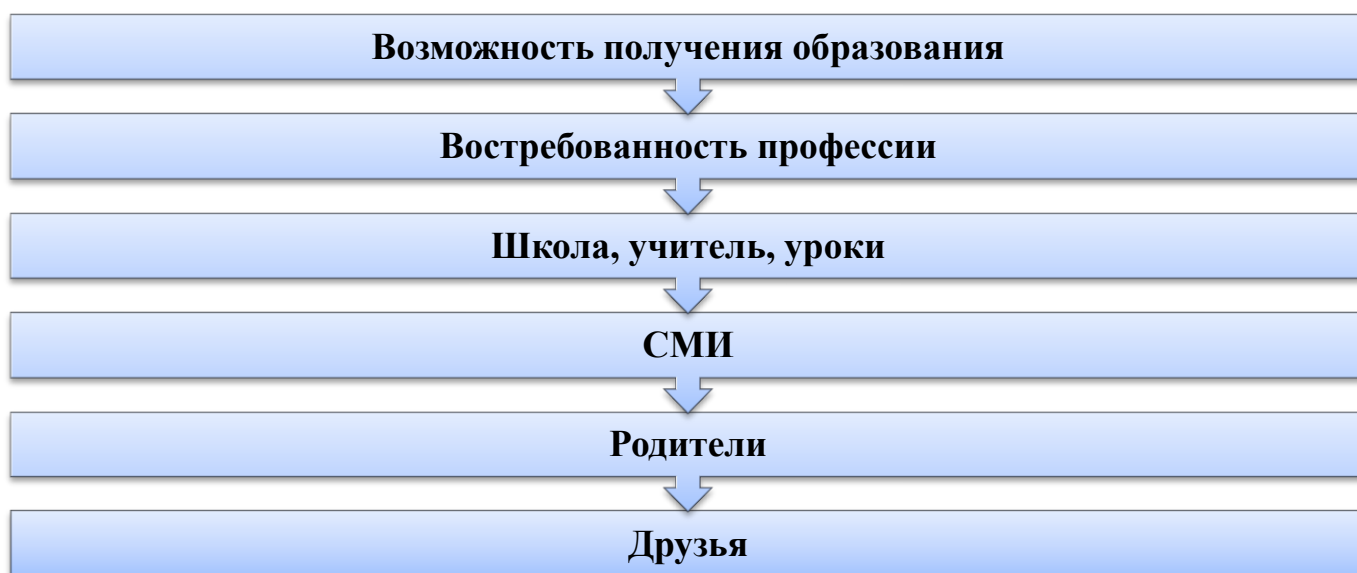 Возможность получения образования
Востребованность профессии
Школа, учитель, уроки
СМИ
Родители
Друзья